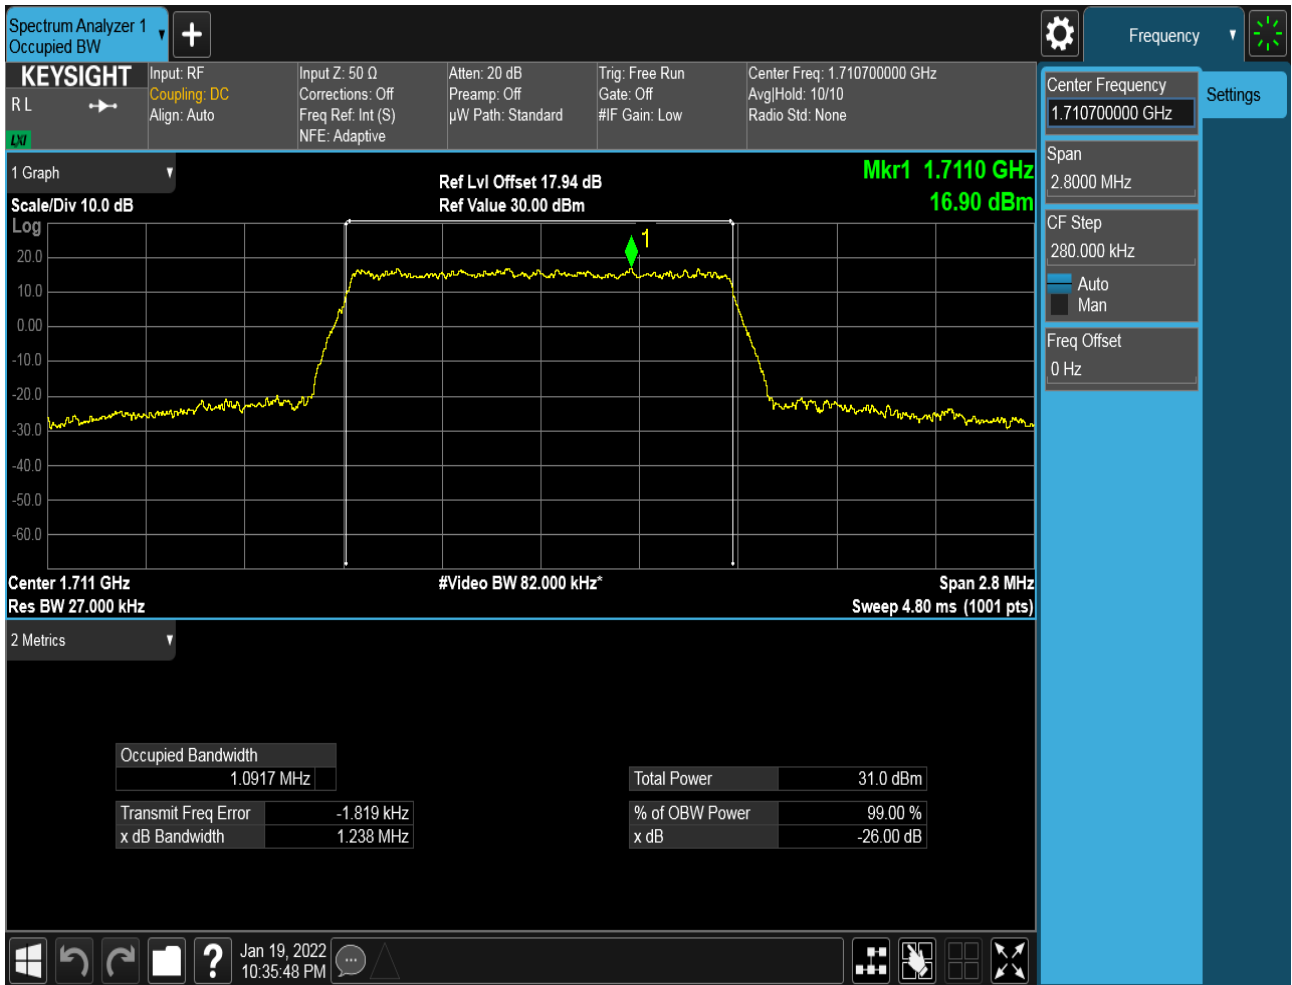 Spectrum Analyzer 1
Occupied BW
Frequency
KEYSIGHT
R L
LXI
Input: RF
Coupling: DC
Align: Auto
Input Z: 50 Ω
Corrections: Off
Freq Ref: Int (S)
NFE: Adaptive
Atten: 20 dB
Preamp: Off
µW Path: Standard
Trig: Free Run
Gate: Off
#IF Gain: Low
Center Freq: 1.710700000 GHz
Avg|Hold: 10/10
Radio Std: None
Center Frequency
1.710700000 GHz
Settings
Span
2.8000 MHz
CF Step
280.000 kHz
Auto
Man
Freq Offset
0 Hz
1 Graph
Scale/Div 10.0 dB
Ref Lvl Offset 17.94 dB
Ref Value 30.00 dBm
Mkr1 1.7110 GHz
16.90 dBm
Log
1
20.0
10.0
0.00
-10.0
-20.0
-30.0
-40.0
-50.0
-60.0
Center 1.711 GHz
#Video BW 82.000 kHz*
Span 2.8 MHz
Res BW 27.000 kHz
Sweep 4.80 ms (1001 pts)
2 Metrics
Occupied Bandwidth
1.0917 MHz
Total Power 31.0 dBm
Transmit Freq Error -1.819 kHz
% of OBW Power 99.00 %
x dB Bandwidth 1.238 MHz
x dB -26.00 dB
?
Jan 19, 2022
10:35:48 PM